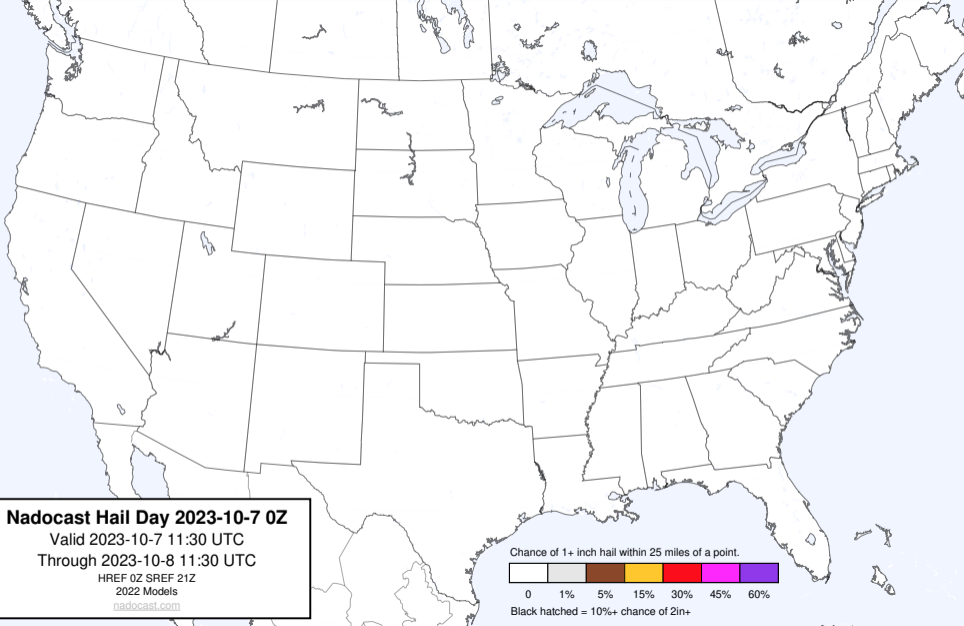 Nadocast Hail Day 2023-10-7 0Z
Valid 2023-10-7 11:30 UTC
Through 2023-10-8 11:30 UTC
HREF 0Z SREF 21Z
2022 Models
nadocast.com
Chance of 1+ inch hail within 25 miles of a point.
0 1% 5% 15% 30% 45% 60%
Black hatched = 10%+ chance of 2in+